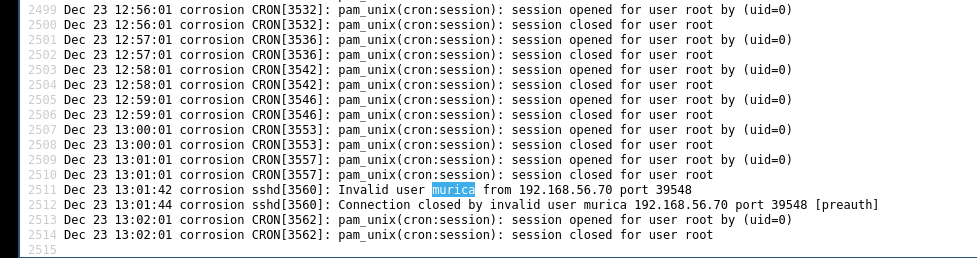 2499 Dec 23 12:56:01 corrosion CRON[3532]: pam_unix(cron:session): session opened for user root by (uid=0)
2500 Dec 23 12:56:01 corrosion CRON[3532]: pam_unix(cron:session): session closed for user root
2501 Dec 23 12:57:01 corrosion CRON[3536]: pam_unix(cron:session): session opened for user root by (uid=0)
2502 Dec 23 12:57:01 corrosion CRON[3536]: pam_unix(cron:session): session closed for user root
2503 Dec 23 12:58:01 corrosion CRON[3542]: pam_unix(cron:session): session opened for user root by (uid=0)
2504 Dec 23 12:58:01 corrosion CRON[3542]: pam_unix(cron:session): session closed for user root
2505 Dec 23 12:59:01 corrosion CRON[3546]: pam_unix(cron:session): session opened for user root by (uid=0)
2506 Dec 23 12:59:01 corrosion CRON[3546]: pam_unix(cron:session): session closed for user root
2507 Dec 23 13:00:01 corrosion CRON[3553]: pam_unix(cron:session): session opened for user root by (uid=0)
2508 Dec 23 13:00:01 corrosion CRON[3553]: pam_unix(cron:session): session closed for user root
2509 Dec 23 13:01:01 corrosion CRON[3557]: pam_unix(cron:session): session opened for user root by (uid=0)
2510 Dec 23 13:01:01 corrosion CRON[3557]: pam_unix(cron:session): session closed for user root
2511 Dec 23 13:01:42 corrosion sshd[3560]: Invalid user murica from 192.168.56.70 port 39548
2512 Dec 23 13:01:44 corrosion sshd[3560]: Connection closed by invalid user murica 192.168.56.70 port 39548 [preauth]
2513 Dec 23 13:02:01 corrosion CRON[3562]: pam_unix(cron:session): session opened for user root by (uid=0)
2514 Dec 23 13:02:01 corrosion CRON[3562]: pam_unix(cron:session): session closed for user root
2515